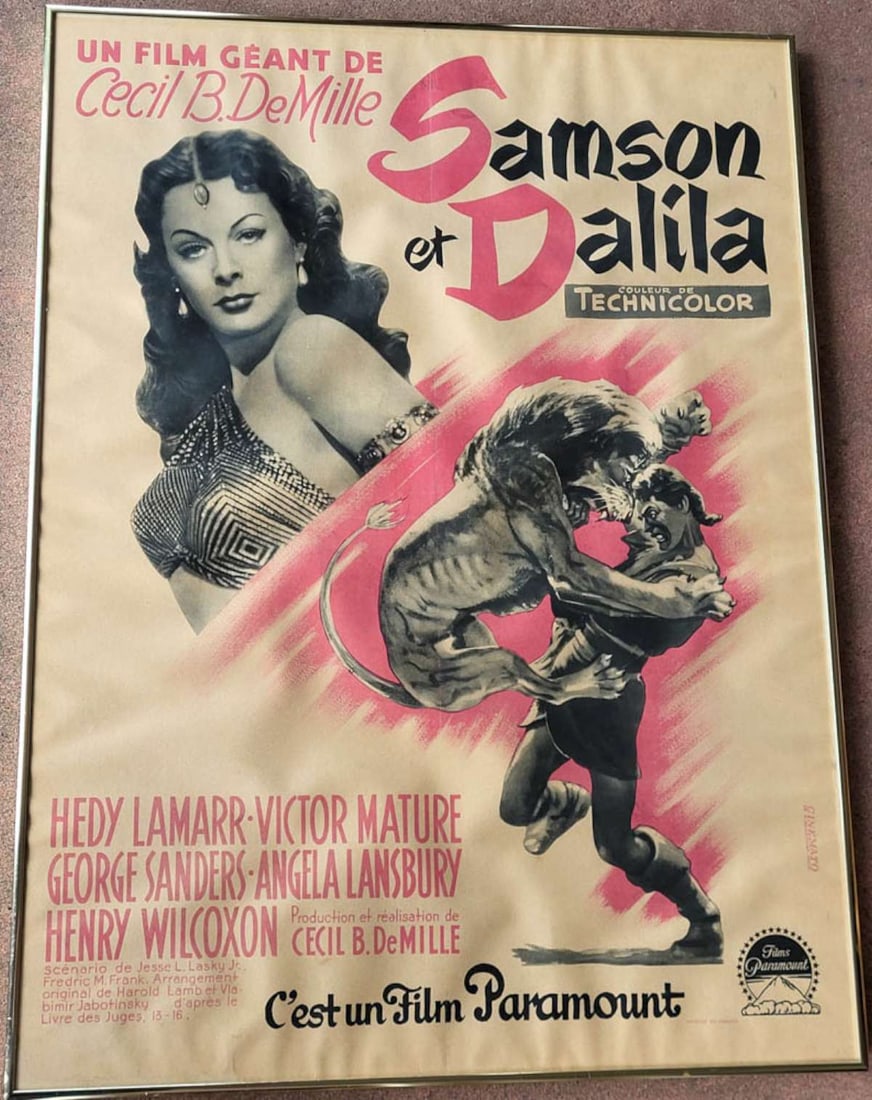 UN FILM GÉANT DE
Cecil B. DeMille
Samson
et Dalila
COULEUR DE
TECHNICOLOR
HEDY LAMARR·VICTOR MATURE
GEORGE SANDERS·ANGELA LANSBURY
HENRY WILCOXON
Production et réalisation de
CECIL B. DeMILLE
scénario de Jesse L. Lasky Jr.
Fredric M. Frank. Arrangement
original de Harold Lamb et Vla-
bimir Jabotinsky d'après le
Livre des Juges, 13-16.
C'est un Film Paramount
Films
Paramount